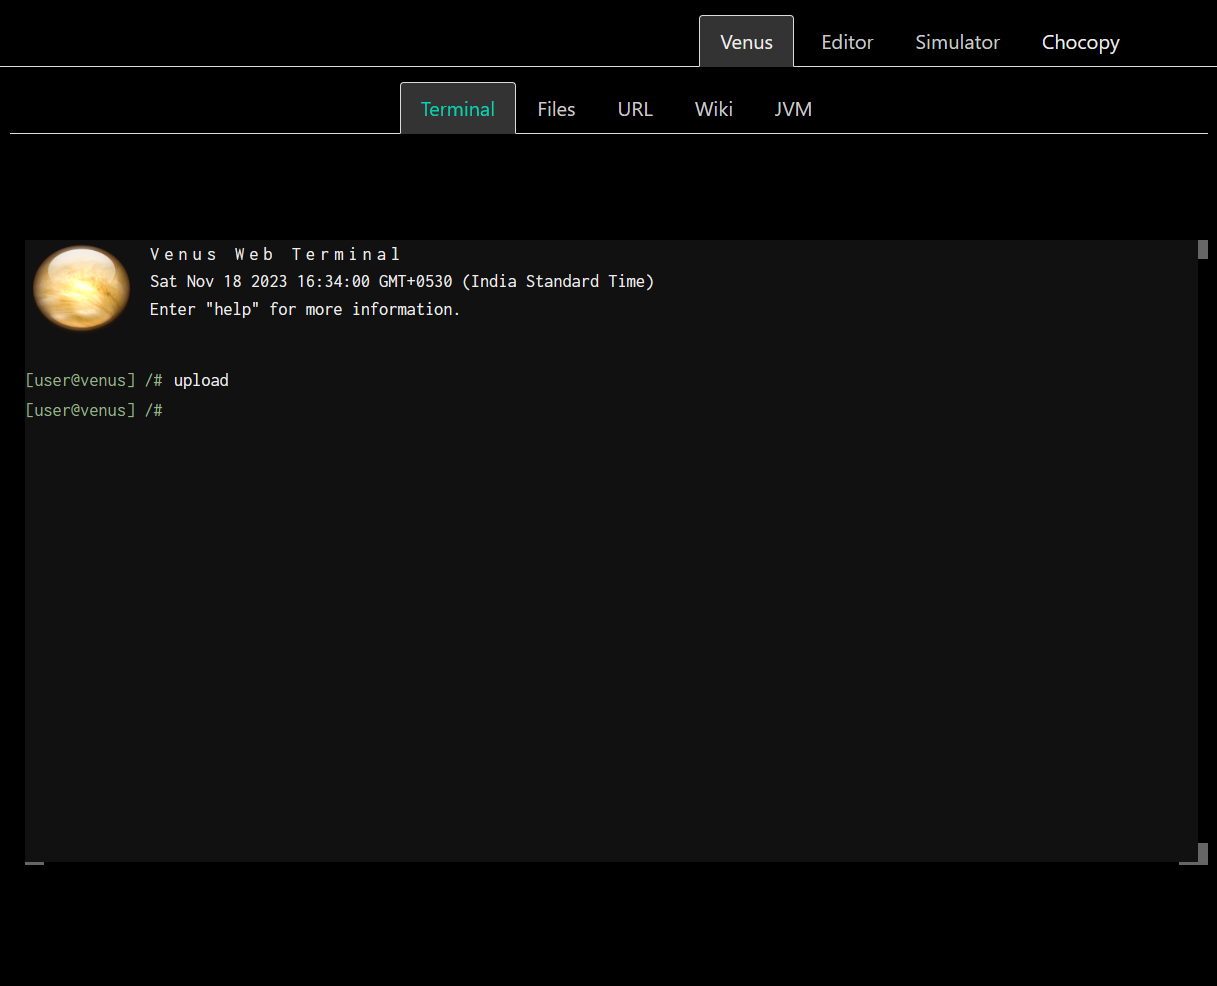 Venus Editor Simulator Chocopy
Terminal Files URL Wiki JVM
Venus Web Terminal
Sat Nov 18 2023 16:34:00 GMT+0530 (India Standard Time)
Enter "help" for more information.
[user@venus] /# upload
[user@venus] /#